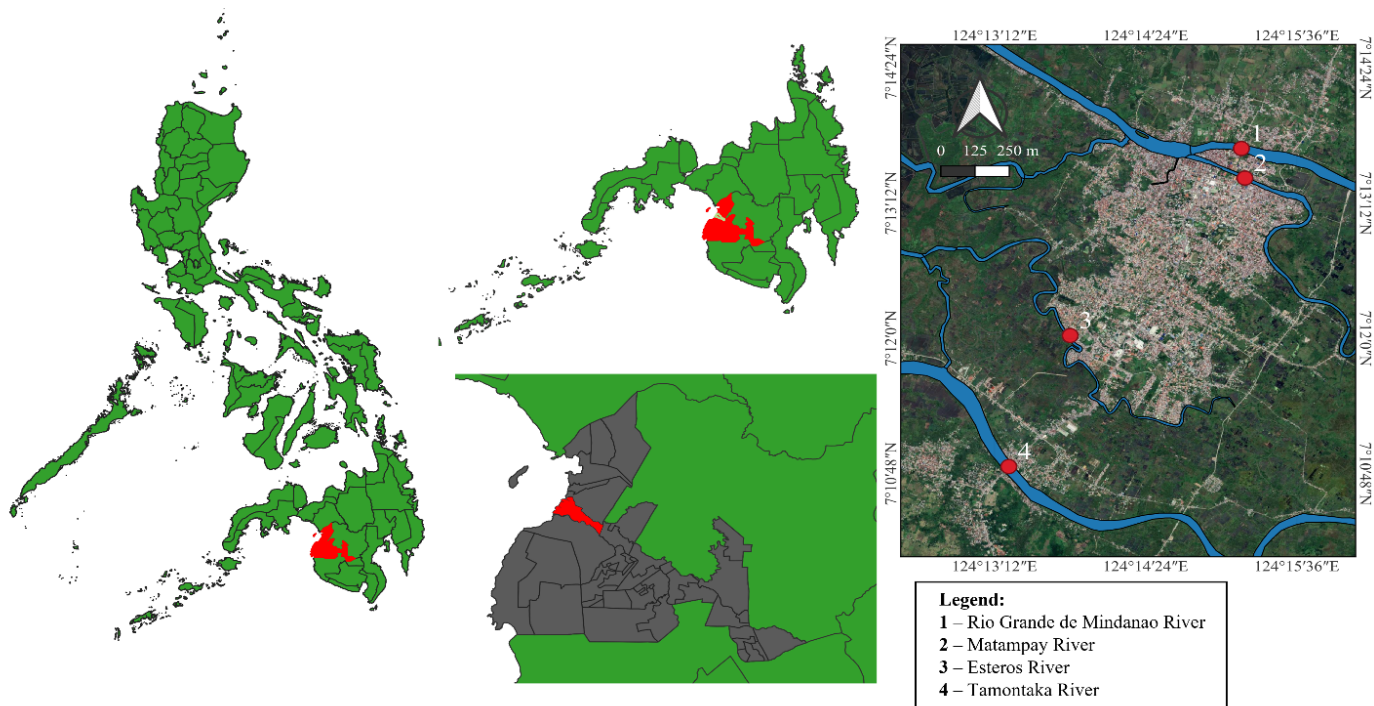 124°13'12"E 124°14'24"E 124°15'36"E
7°14'24"N 7°14'24"N
0 125 250 m
1
2
7°13'12"N 7°13'12"N
3
7°12'0"N 7°12'0"N
4
7°10'48"N 7°10'48"N
124°13'12"E 124°14'24"E 124°15'36"E
Legend:
1 – Rio Grande de Mindanao River
2 – Matampay River
3 – Esteros River
4 – Tamontaka River